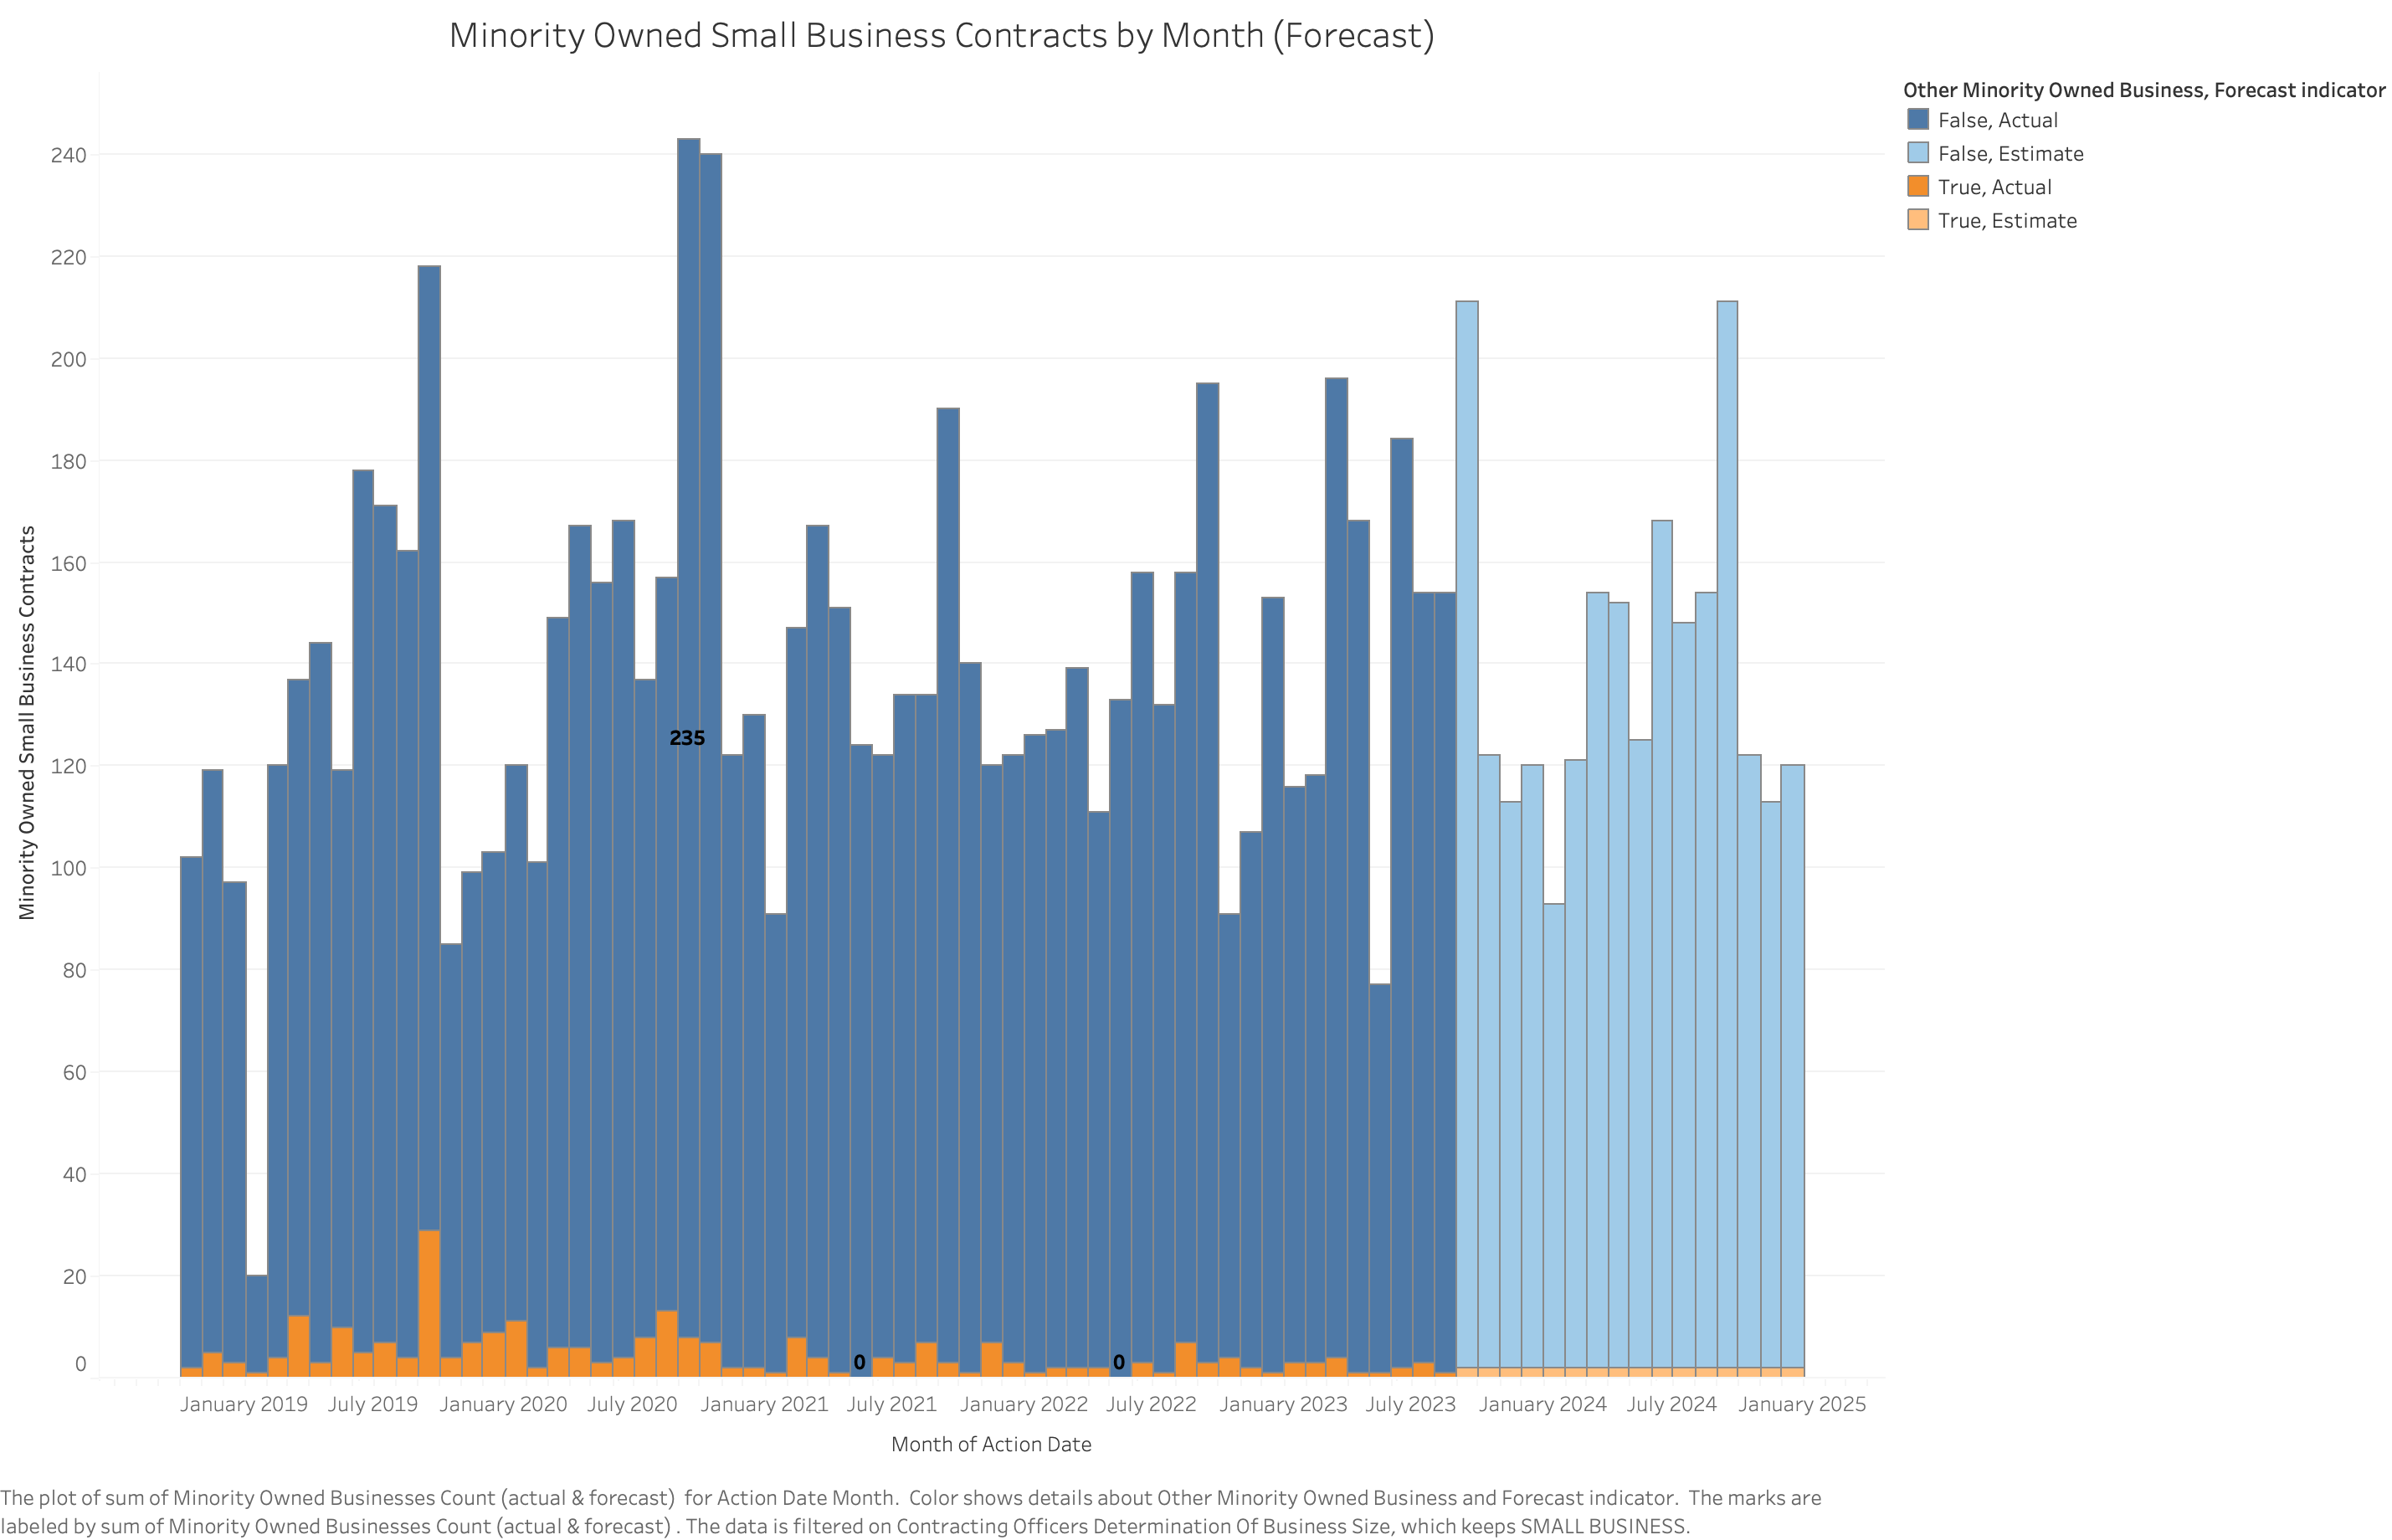 Minority Owned Small Business Contracts by Month (Forecast)
Other Minority Owned Business, Forecast indicator
False, Actual
False, Estimate
True, Actual
True, Estimate
Minority Owned Small Business Contracts
240
220
200
180
160
140
120
100
80
60
40
20
0
235
0
0
January 2019
July 2019
January 2020
July 2020
January 2021
July 2021
January 2022
July 2022
January 2023
July 2023
January 2024
July 2024
January 2025
Month of Action Date
The plot of sum of Minority Owned Businesses Count (actual & forecast)  for Action Date Month.  Color shows details about Other Minority Owned Business and Forecast indicator.  The marks are
labeled by sum of Minority Owned Businesses Count (actual & forecast) . The data is filtered on Contracting Officers Determination Of Business Size, which keeps SMALL BUSINESS.